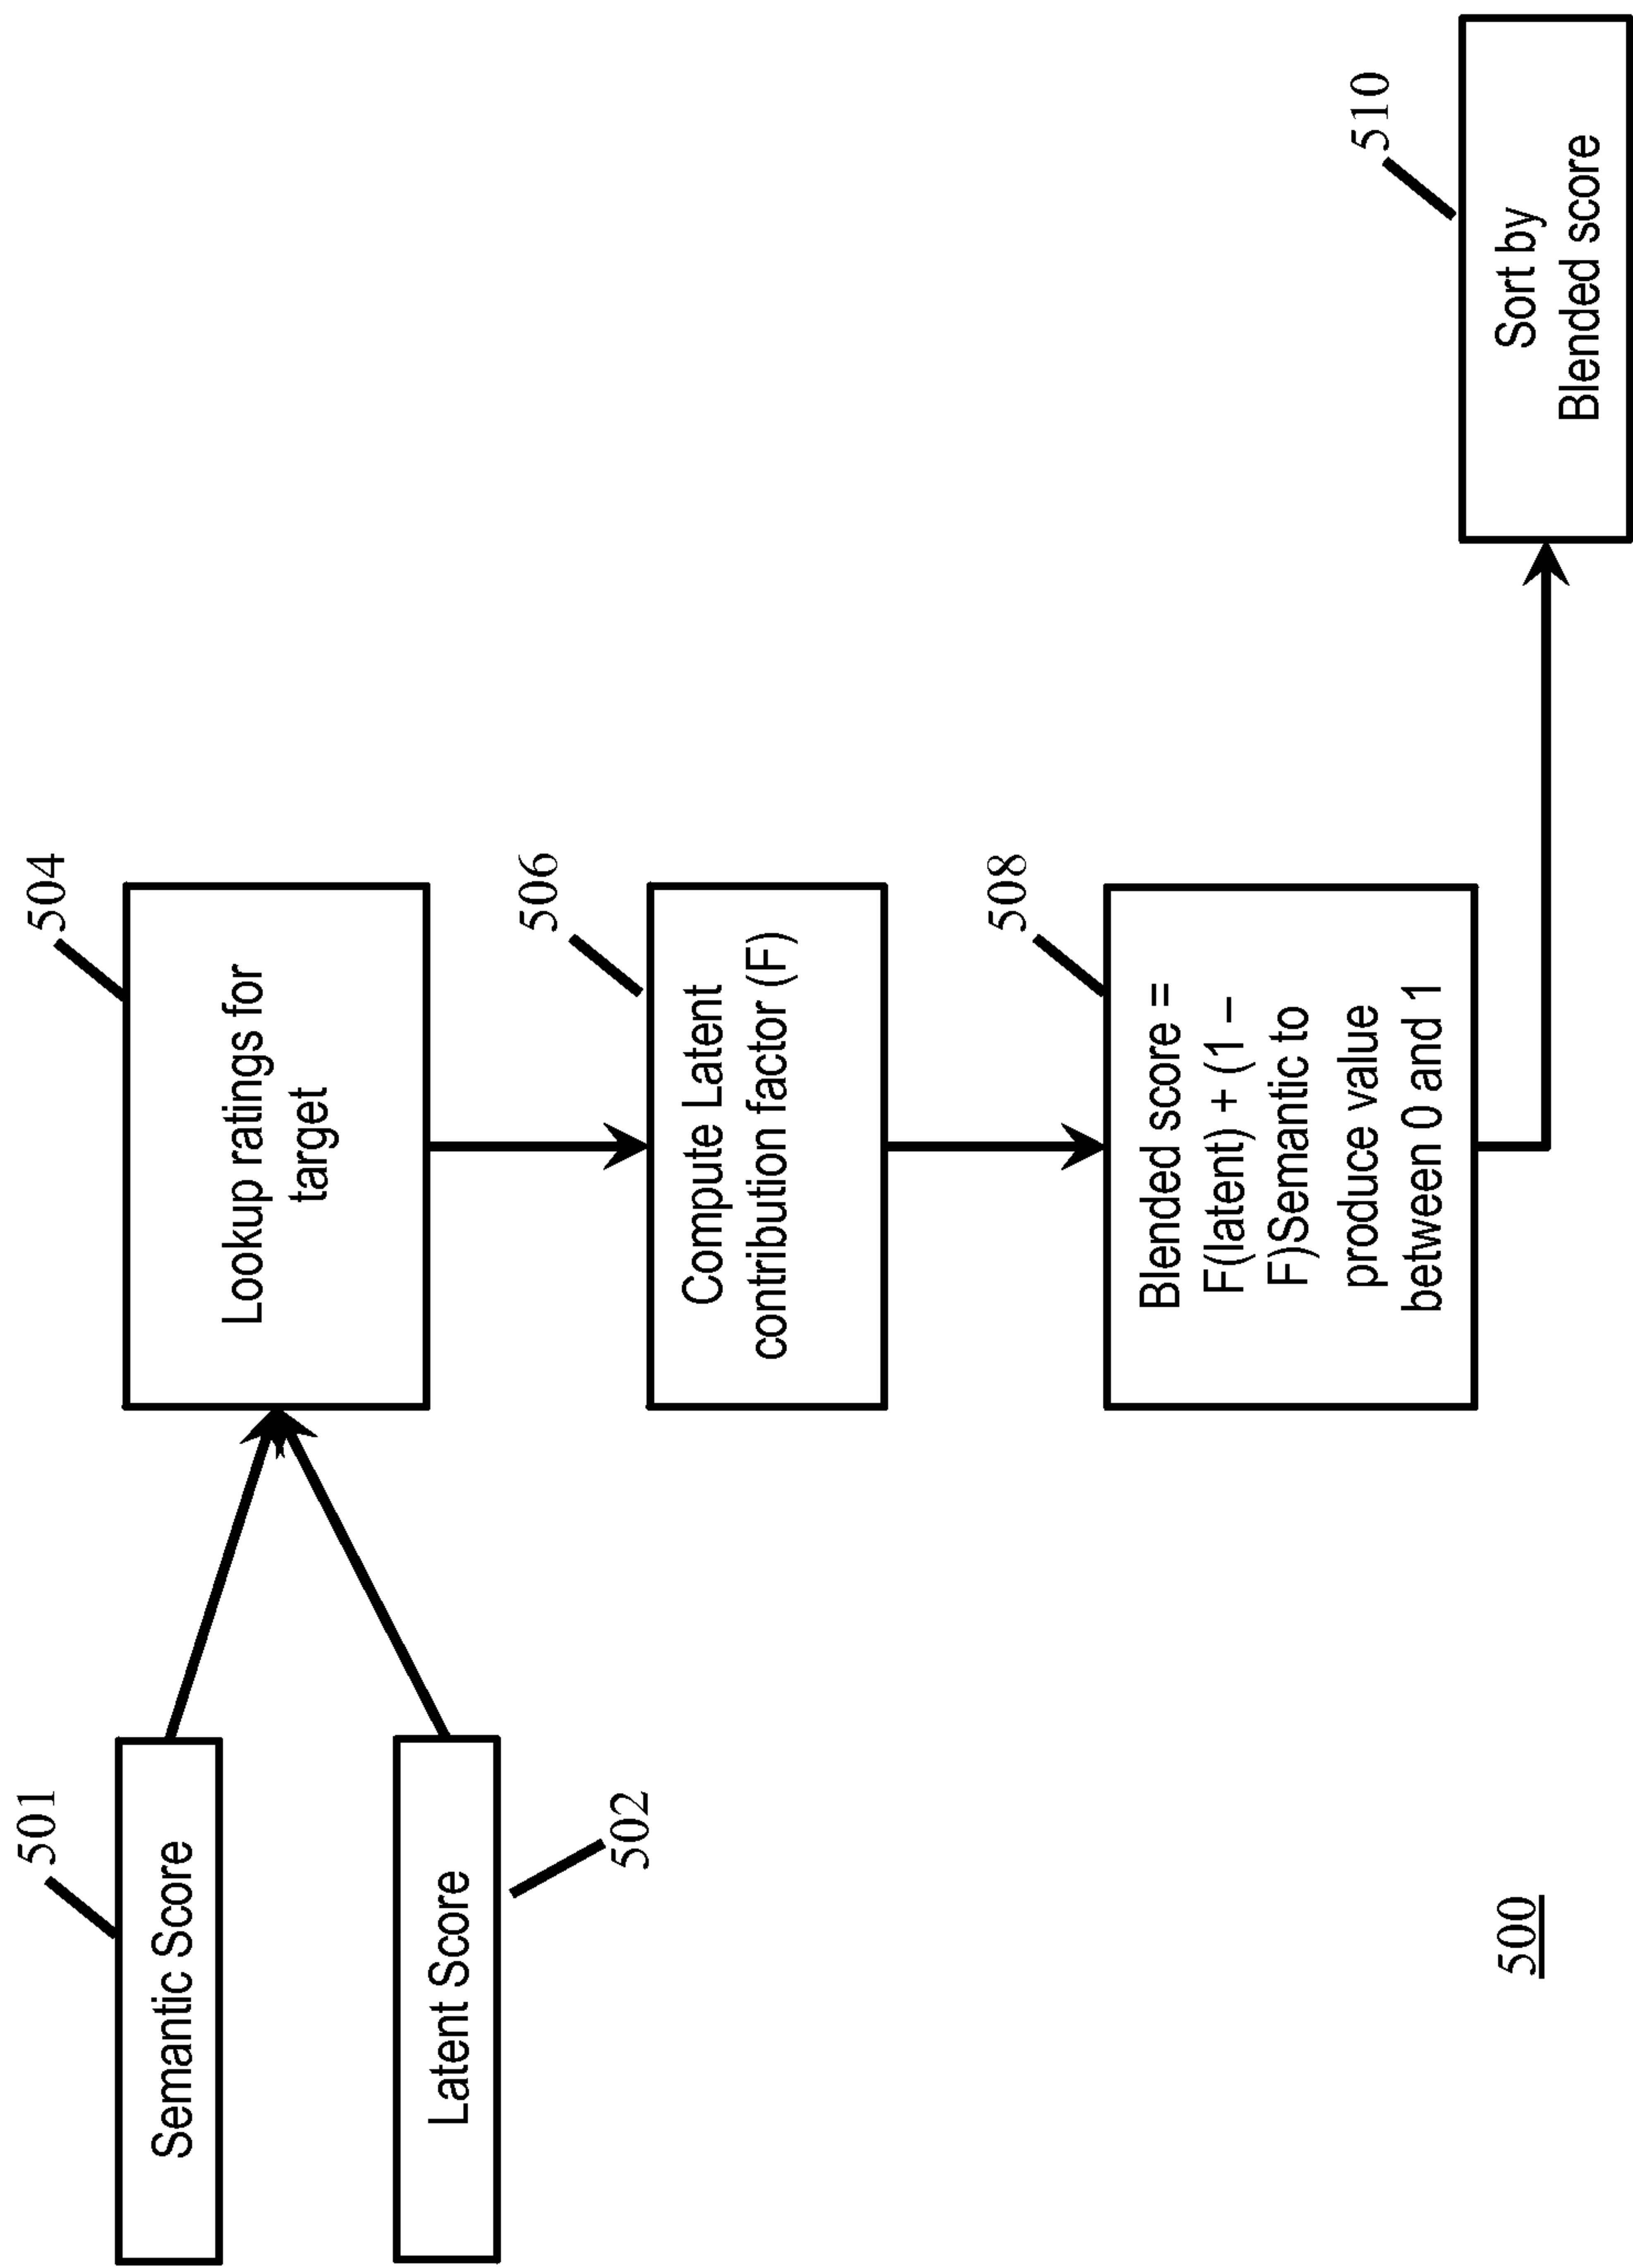 501
Semantic Score
Latent Score
502
504
Lookup ratings for
target
506
Compute Latent
contribution factor (F)
508
Blended score =
F(latent) + (1 –
F)Semantic to
produce value
between 0 and 1
510
Sort by
Blended score
500